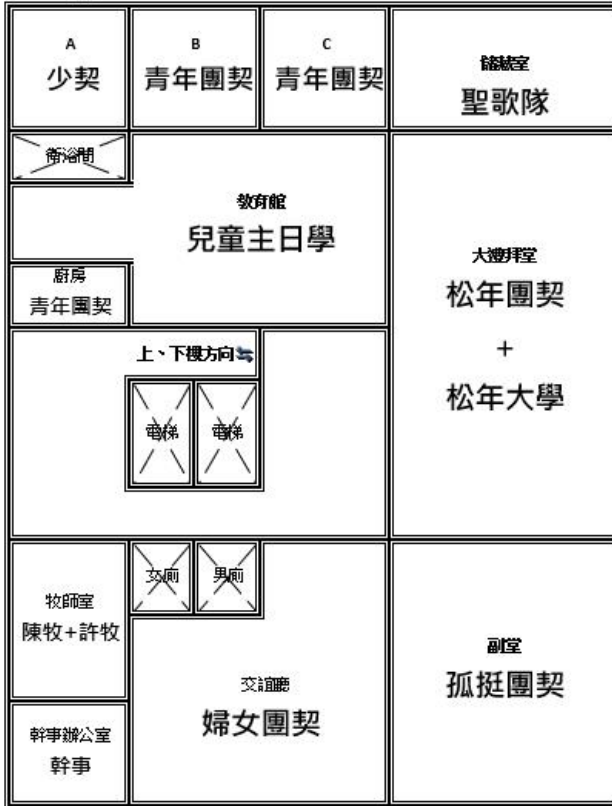 A
少契
B
青年團契
C
青年團契
聖歌隊
衛浴間
教育館
兒童主日學
廚房
青年團契
大禮拜堂
松年團契
+
松年大學
上、下樓方向
電梯
電梯
女廁
男廁
牧師室
陳牧+許牧
交誼廳
婦女團契
副堂
孤挺團契
幹事辦公室
幹事